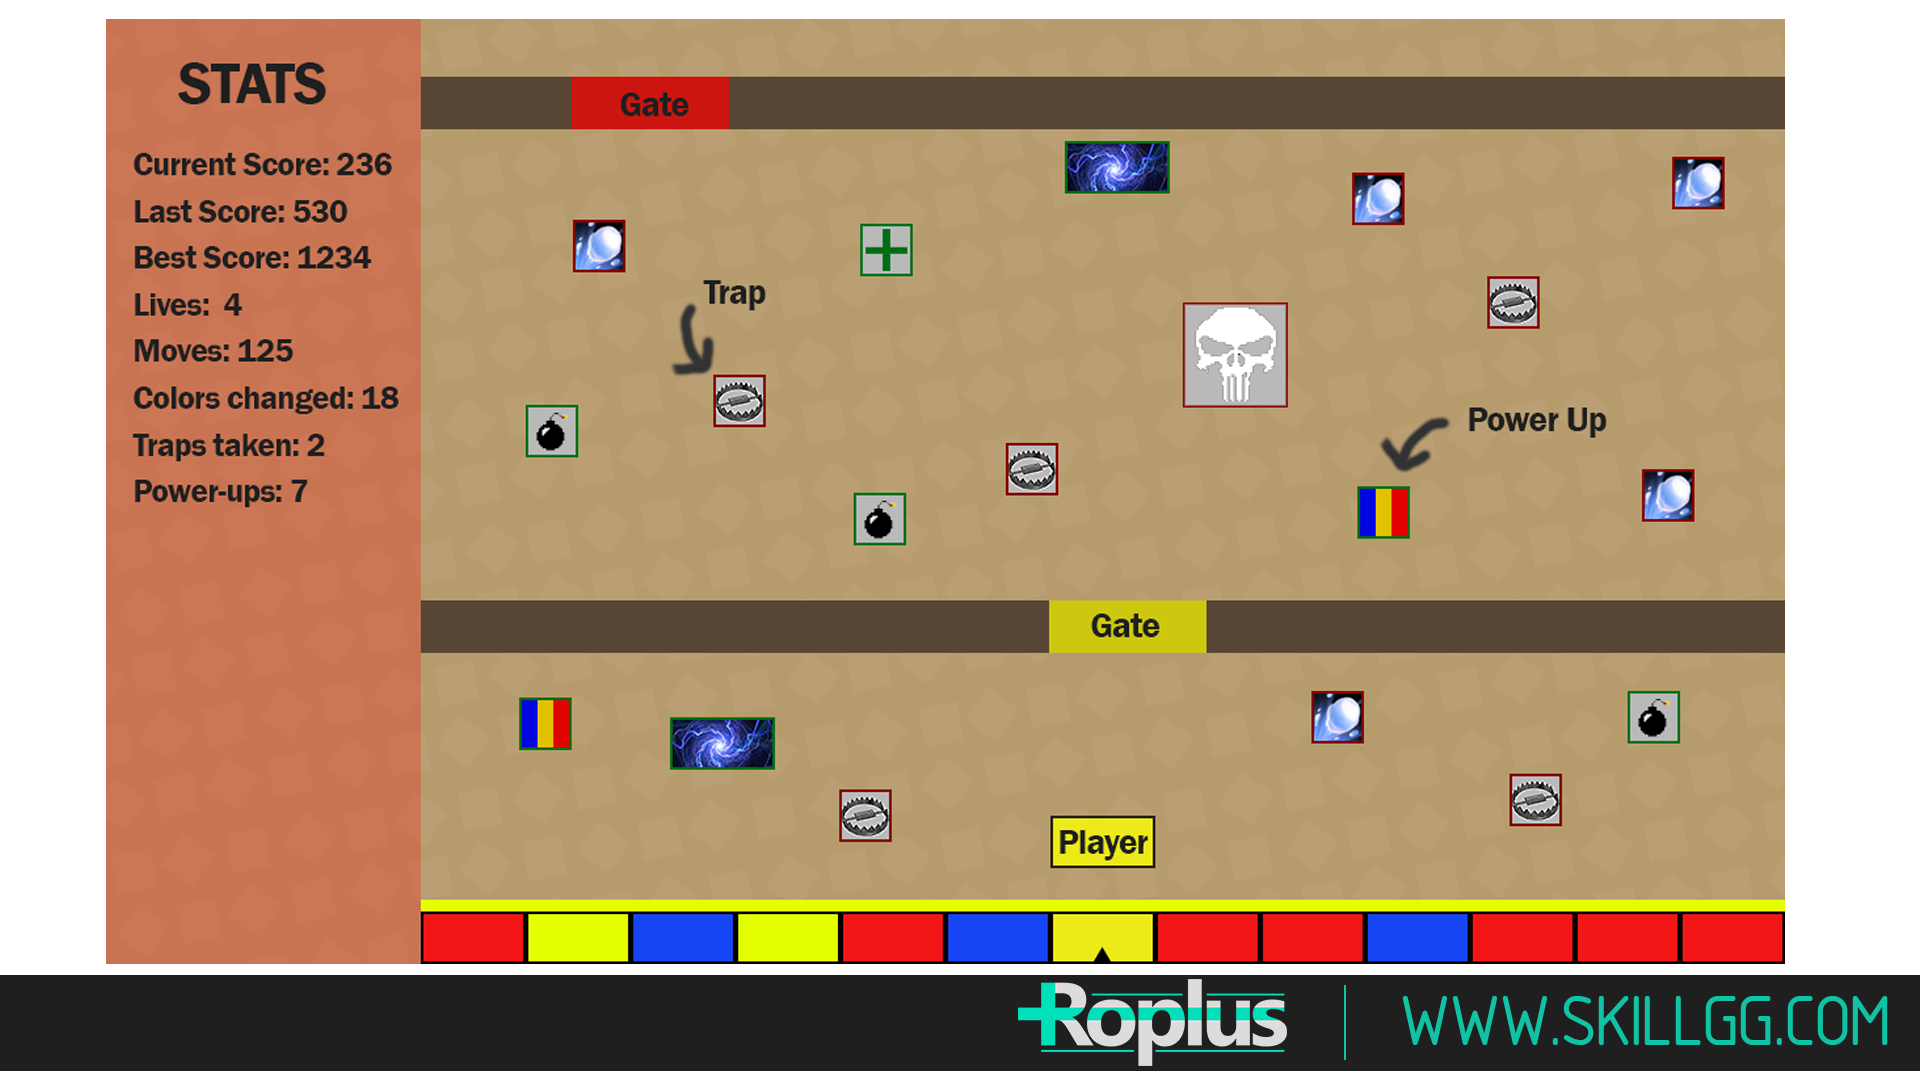 STATS
Current Score: 236
Last Score: 530
Best Score: 1234
Lives: 4
Moves: 125
Colors changed: 18
Traps taken: 2
Power-ups: 7
Gate
Trap
Power Up
Gate
Player
Roplus
WWW.SKILLGG.COM